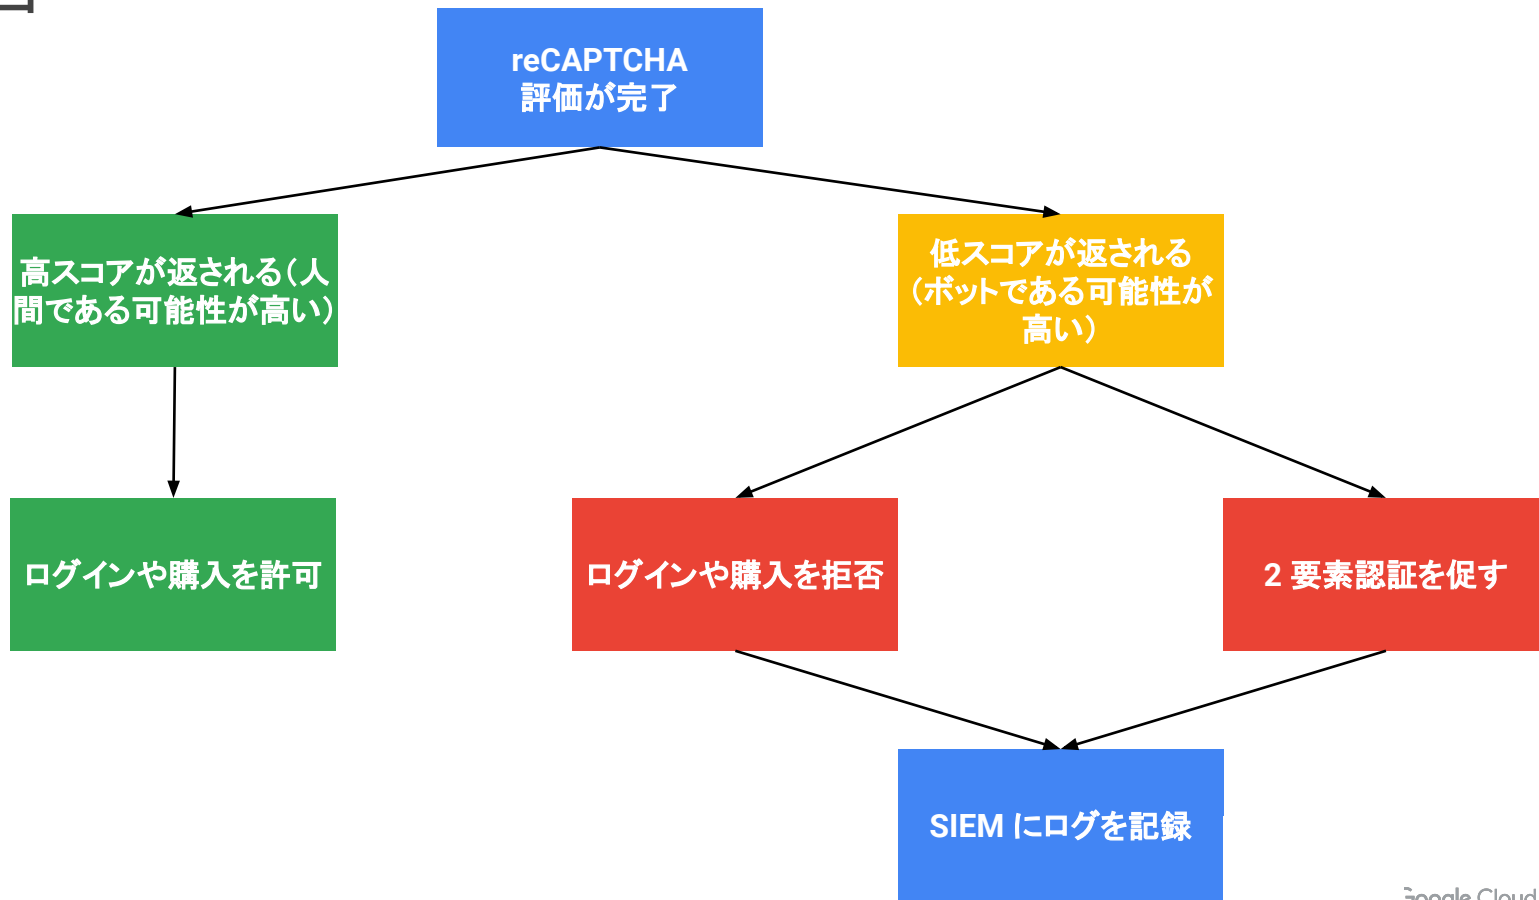 reCAPTCHA
評価が完了
高スコアが返される（人
間である可能性が高い）
低スコアが返される
（ボットである可能性が
高い）
ログインや購入を許可
ログインや購入を拒否
2 要素認証を促す
SIEM にログを記録
Google Cloud